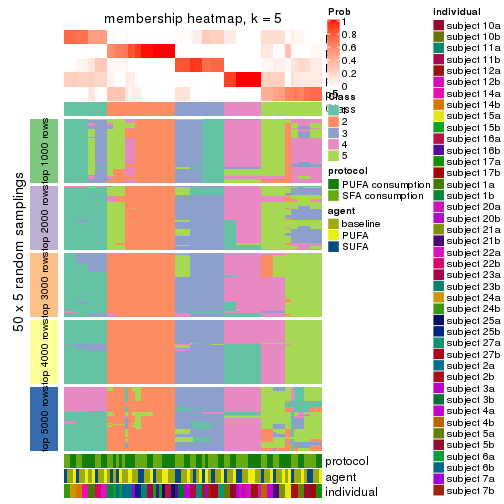 membership heatmap, k = 5
50 x 5 random samplings
top 1000 rows
top 2000 rows
top 3000 rows
top 4000 rows
top 5000 rows
protocol
agent
individual
Prob
1
0.8
0.6
0.4
0.2
0
Class
1
2
3
4
5
protocol
PUFA consumption
SFA consumption
agent
baseline
PUFA
SUFA
individual
subject 10a
subject 10b
subject 11a
subject 11b
subject 12a
subject 12b
subject 14a
subject 14b
subject 15a
subject 15b
subject 16a
subject 16b
subject 17a
subject 17b
subject 1a
subject 1b
subject 20a
subject 20b
subject 21a
subject 21b
subject 22a
subject 22b
subject 23a
subject 23b
subject 24a
subject 24b
subject 25a
subject 25b
subject 27a
subject 27b
subject 2a
subject 2b
subject 3a
subject 3b
subject 4a
subject 4b
subject 5a
subject 5b
subject 6a
subject 6b
subject 7a
subject 7b